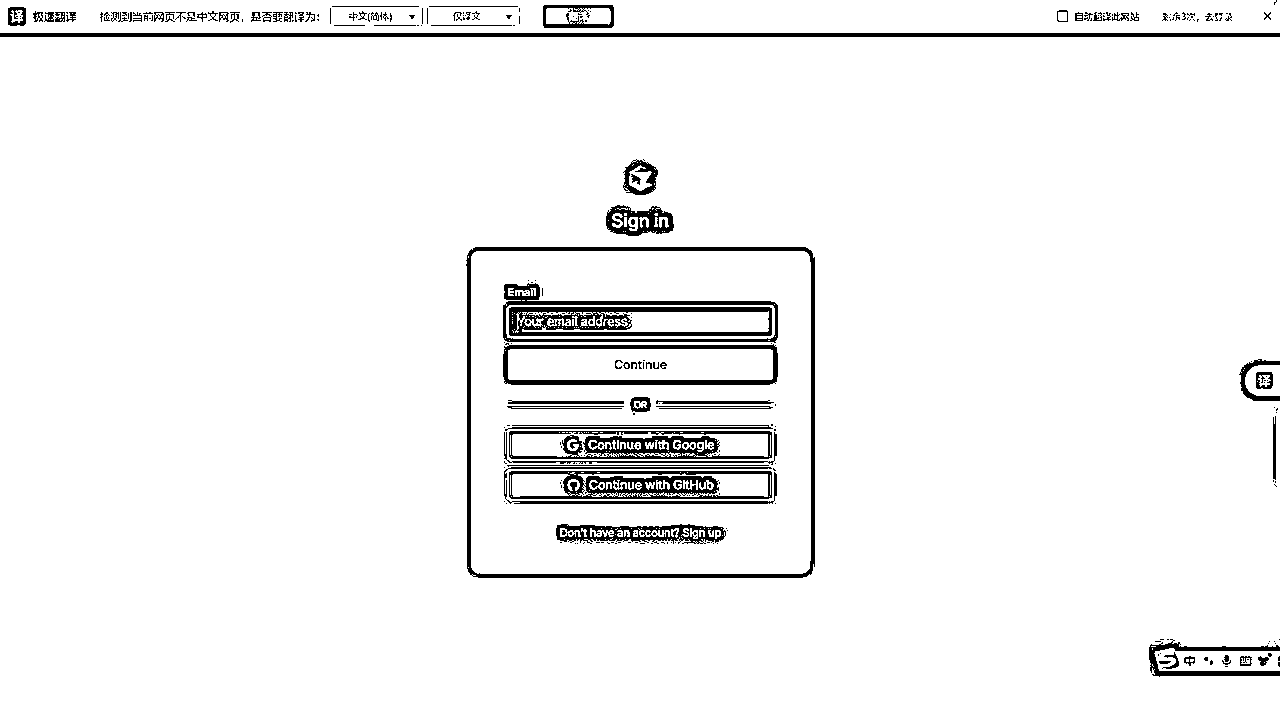 译 极速翻译 检测到当前网页不是中文网页，是否要翻译为： 中文(简体) 仅译文 翻译 自动翻译此网站 剩余3次，去登录
Sign in
Email
Your email address
Continue
译
OR
G Continue with Google
Continue with GitHub
Don't have an account? Sign up
S 中